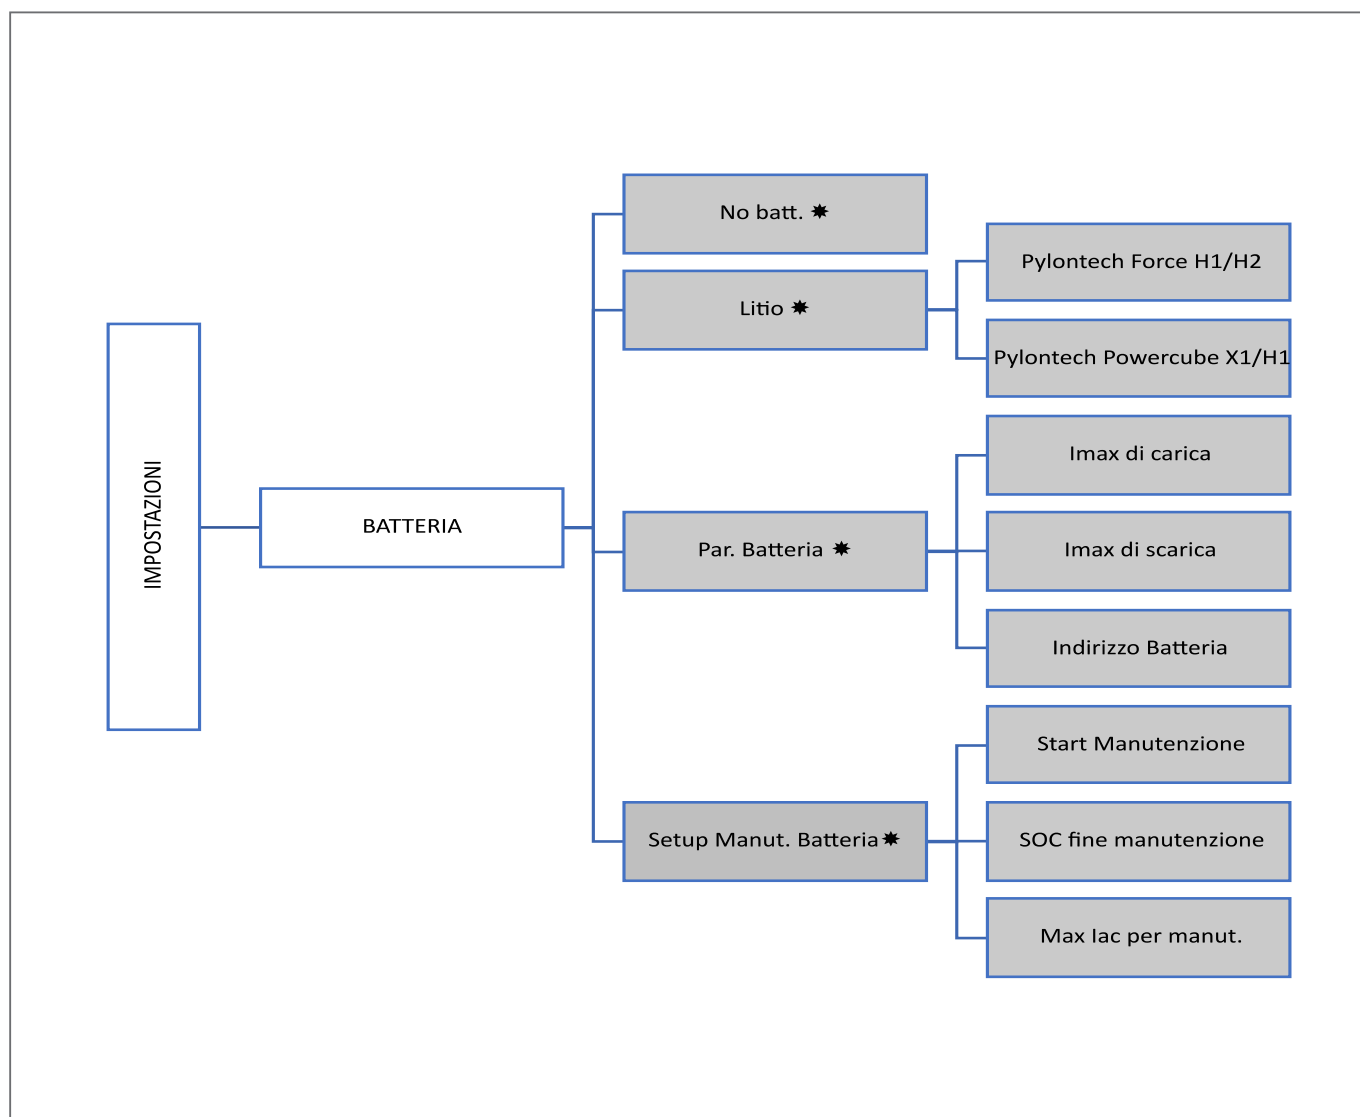 IMPOSTAZIONI
BATTERIA
No batt. ✸
Litio ✸
Pylontech Force H1/H2
Pylontech Powercube X1/H1
Par. Batteria ✸
Imax di carica
Imax di scarica
Indirizzo Batteria
Setup Manut. Batteria✸
Start Manutenzione
SOC fine manutenzione
Max Iac per manut.